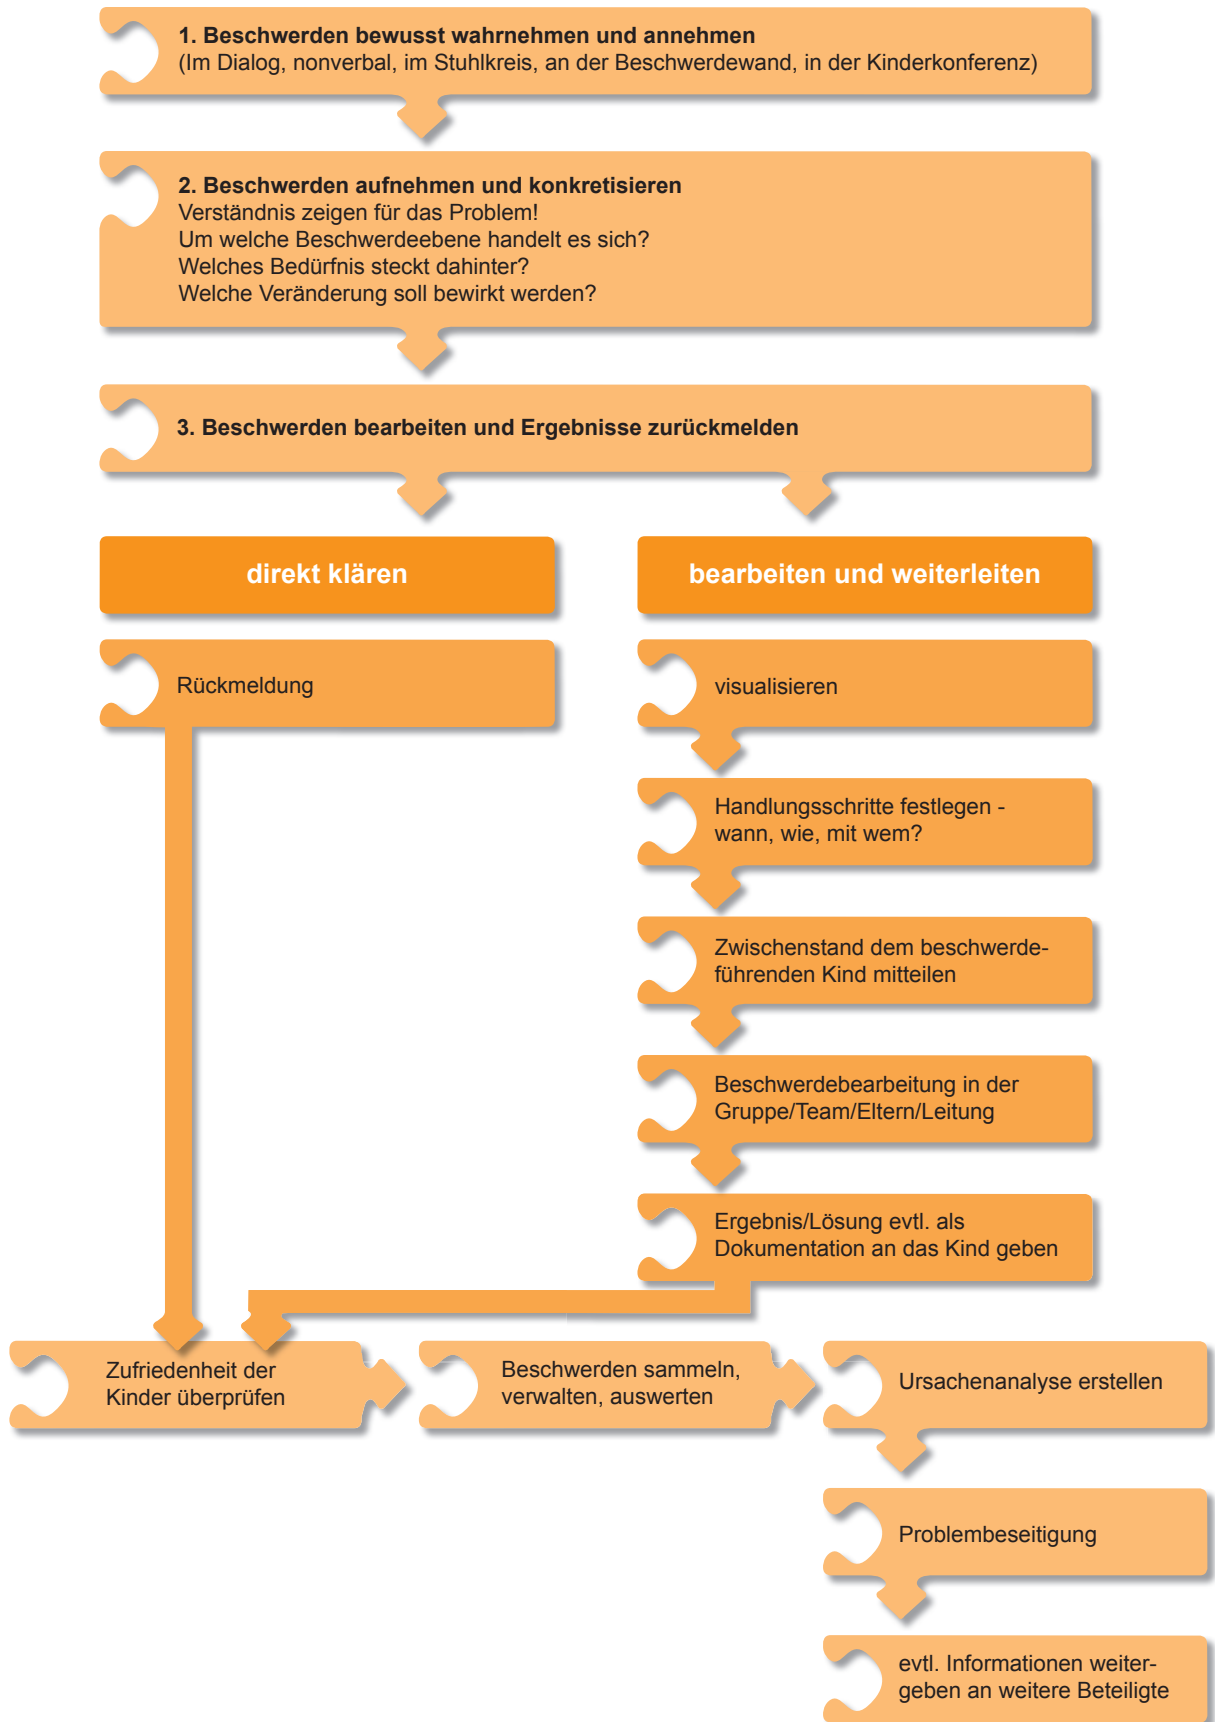 1. Beschwerden bewusst wahrnehmen und annehmen
(Im Dialog, nonverbal, im Stuhlkreis, an der Beschwerdewand, in der Kinderkonferenz)
2. Beschwerden aufnehmen und konkretisieren
Verständnis zeigen für das Problem!
Um welche Beschwerdeebene handelt es sich?
Welches Bedürfnis steckt dahinter?
Welche Veränderung soll bewirkt werden?
3. Beschwerden bearbeiten und Ergebnisse zurückmelden
direkt klären
Rückmeldung
bearbeiten und weiterleiten
visualisieren
Handlungsschritte festlegen -
wann, wie, mit wem?
Zwischenstand dem beschwerde-
führenden Kind mitteilen
Beschwerdebearbeitung in der
Gruppe/Team/Eltern/Leitung
Ergebnis/Lösung evtl. als
Dokumentation an das Kind geben
Zufriedenheit der
Kinder überprüfen
Beschwerden sammeln,
verwalten, auswerten
Ursachenanalyse erstellen
Problembeseitigung
evtl. Informationen weiter-
geben an weitere Beteiligte